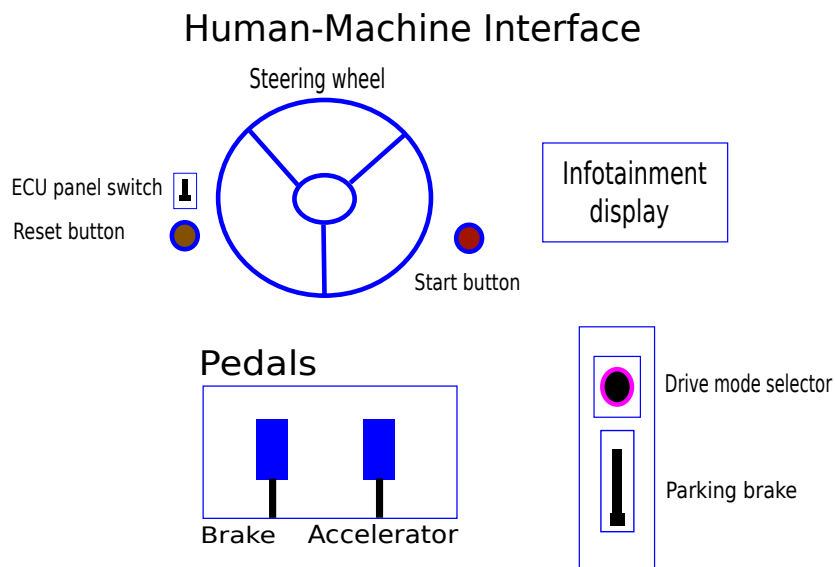 Human-Machine Interface
Steering wheel
ECU panel switch
Reset button
Infotainment
display
Start button
Pedals
Drive mode selector
Parking brake
Brake
Accelerator